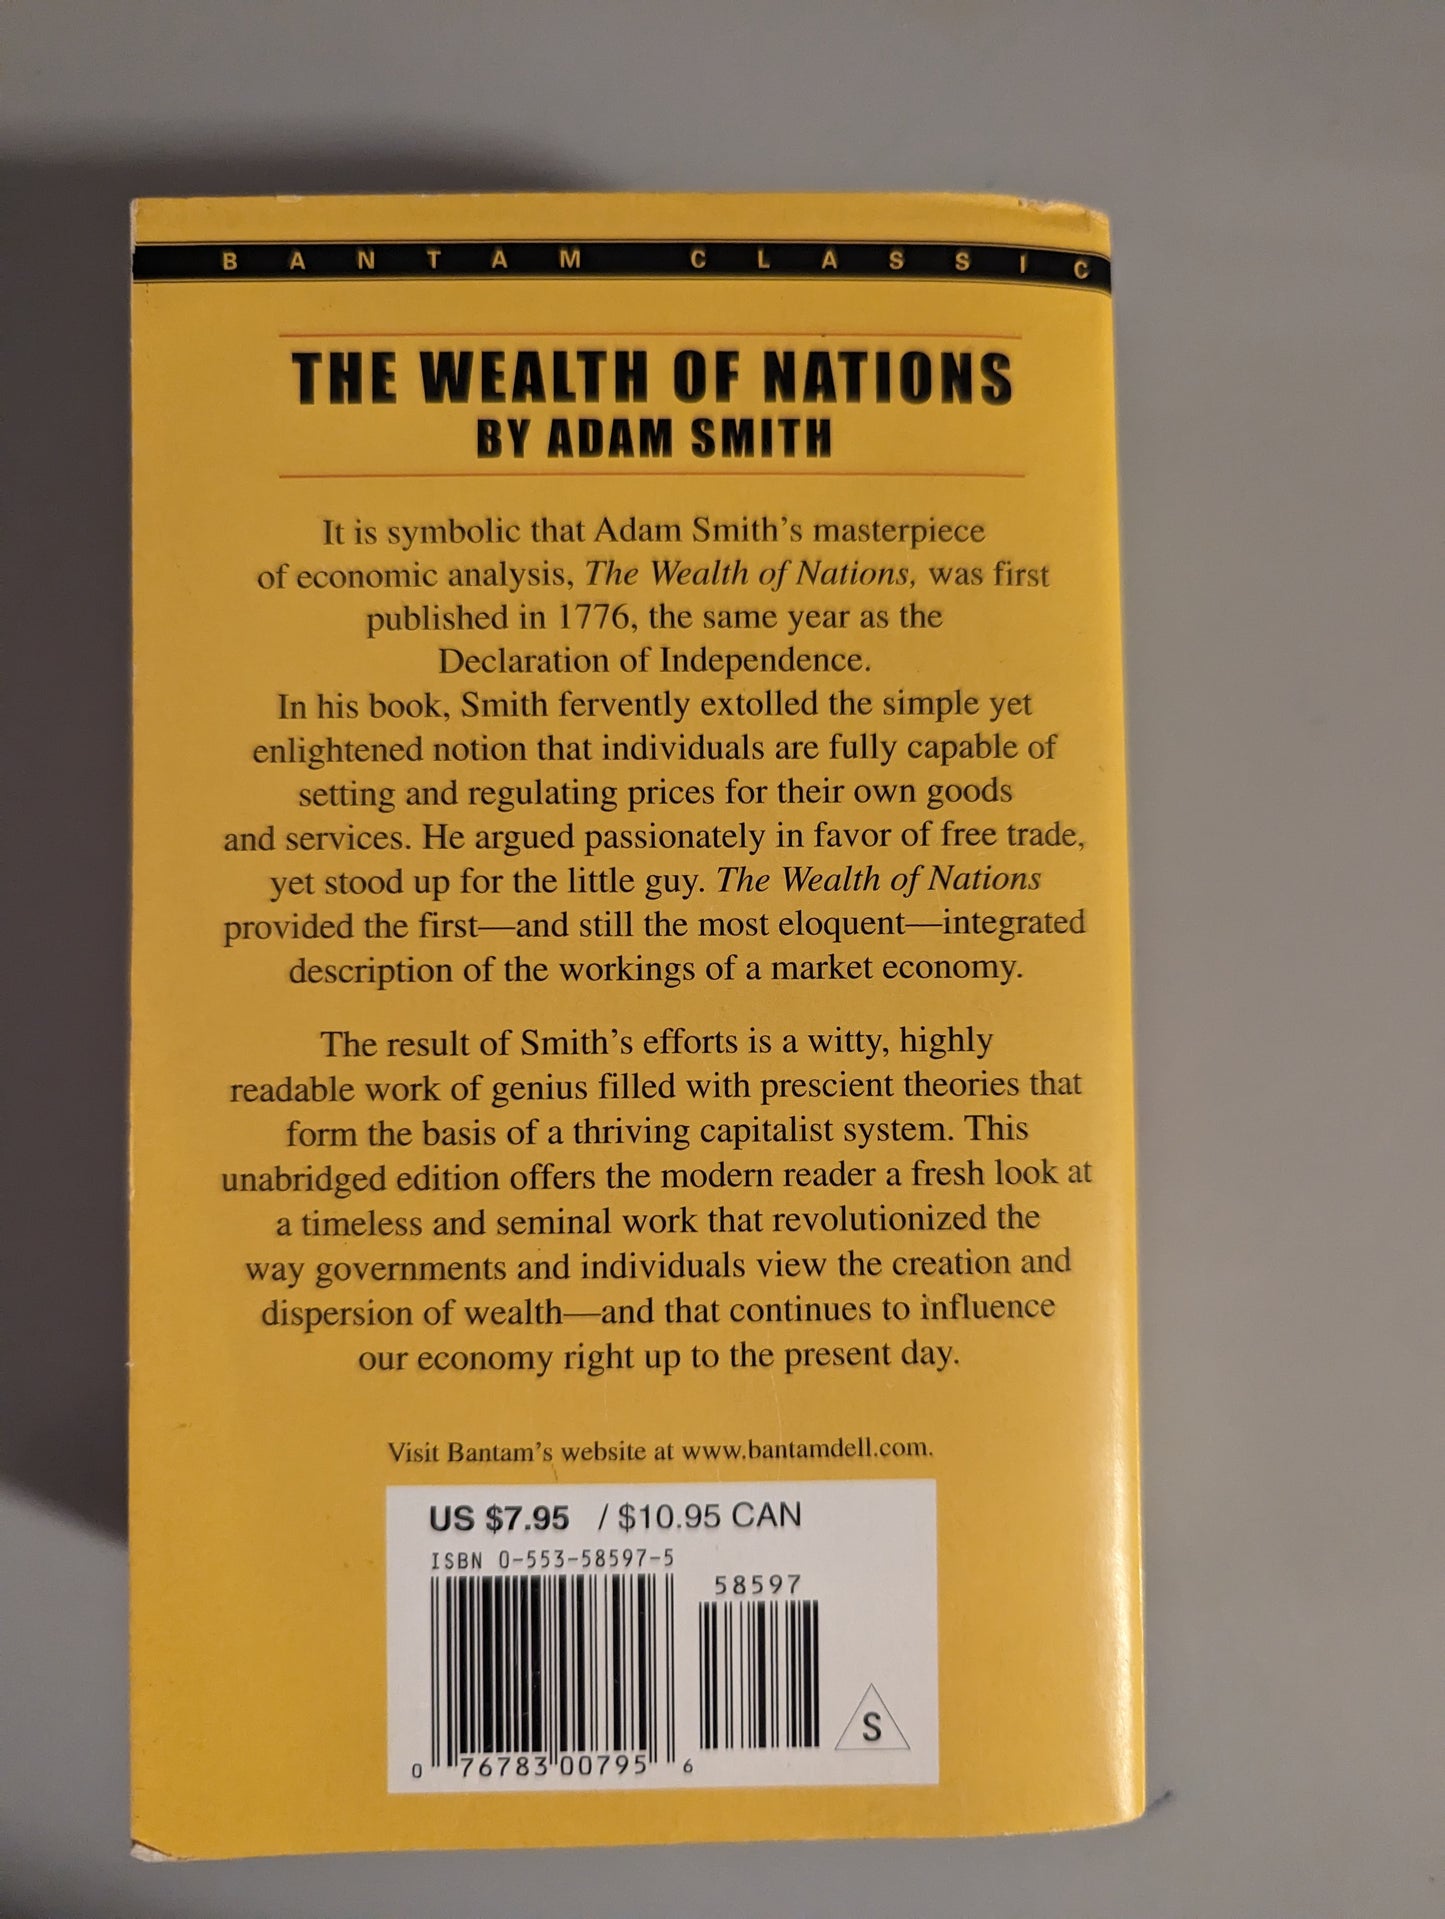 BANTAM CLASSIC
THE WEALTH OF NATIONS
BY ADAM SMITH
It is symbolic that Adam Smith's masterpiece
of economic analysis, The Wealth of Nations, was first
published in 1776, the same year as the
Declaration of Independence.
In his book, Smith fervently extolled the simple yet
enlightened notion that individuals are fully capable of
setting and regulating prices for their own goods
and services. He argued passionately in favor of free trade,
yet stood up for the little guy. The Wealth of Nations
provided the first—and still the most eloquent—integrated
description of the workings of a market economy.
The result of Smith's efforts is a witty, highly
readable work of genius filled with prescient theories that
form the basis of a thriving capitalist system. This
unabridged edition offers the modern reader a fresh look at
a timeless and seminal work that revolutionized the
way governments and individuals view the creation and
dispersion of wealth—and that continues to influence
our economy right up to the present day.
Visit Bantam's website at www.bantamdell.com.
US $7.95 / $10.95 CAN
ISBN 0-553-58597-5
58597
S
0 76783 00795 6